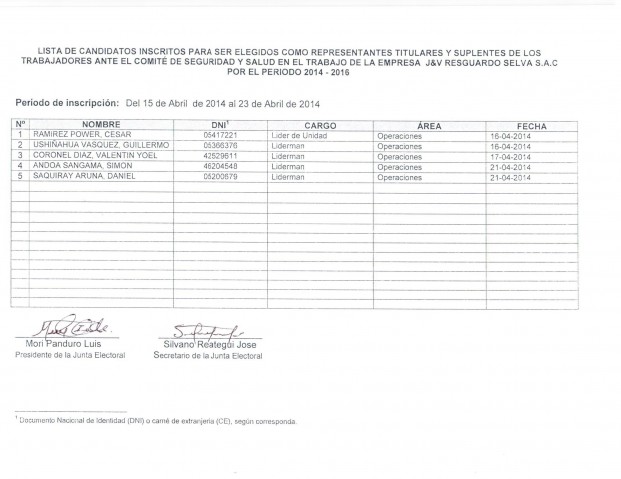 LISTA DE CANDIDATOS INSCRITOS PARA SER ELEGIDOS COMO REPRESENTANTES TITULARES Y SUPLENTES DE LOS
TRABAJADORES ANTE EL COMITÉ DE SEGURIDAD Y SALUD EN EL TRABAJO DE LA EMPRESA J&V RESGUARDO SELVA S.A.C
POR EL PERIODO 2014 - 2016
Periodo de inscripción: Del 15 de Abril de 2014 al 23 de Abril de 2014
Nº NOMBRE DNI¹ CARGO ÁREA FECHA
1 RAMIREZ POWER, CESAR 05417221 Lider de Unidad Operaciones 16-04-2014
2 USHIÑAHUA VASQUEZ, GUILLERMO 05366376 Liderman Operaciones 16-04-2014
3 CORONEL DIAZ, VALENTIN YOEL 42529611 Liderman Operaciones 17-04-2014
4 ANDOA SANGAMA, SIMON 46204548 Liderman Operaciones 21-04-2014
5 SAQUIRAY ARUNA, DANIEL 05200579 Liderman Operaciones 21-04-2014
Mori Panduro Luis Silvano Reategui Jose
Presidente de la Junta Electoral Secretario de la Junta Electoral
¹ Documento Nacional de Identidad (DNI) o carné de extranjería (CE), según corresponda.